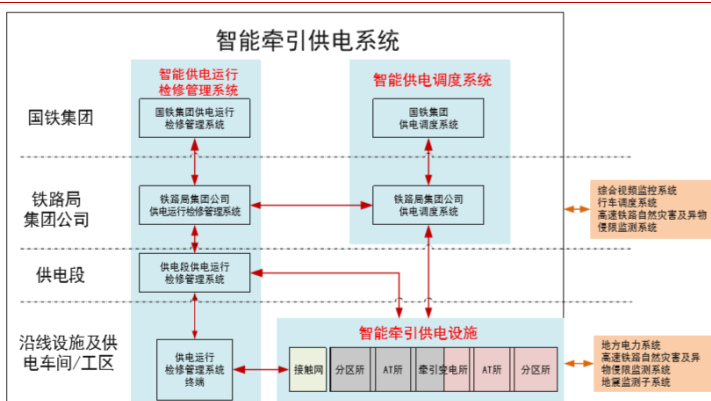 智能牵引供电系统
智能供电运行
检修管理系统
智能供电调度系统
国铁集团
国铁集团供电运行
检修管理系统
国铁集团
供电调度系统
铁路局
集团公司
铁路局集团公司
供电运行检修管理系统
铁路局集团公司
供电调度系统
综合视频监控系统
行车调度系统
高速铁路自然灾害及异物
侵限监测系统
供电段
供电段供电运行
检修管理系统
沿线设施及供
电车间/工区
供电运行
检修管理系统
终端
智能牵引供电设施
接触网
分区所
AT所
牵引变电所
AT所
分区所
地方电力系统
高速铁路自然灾害及异
物侵限监测系统
地震监测子系统